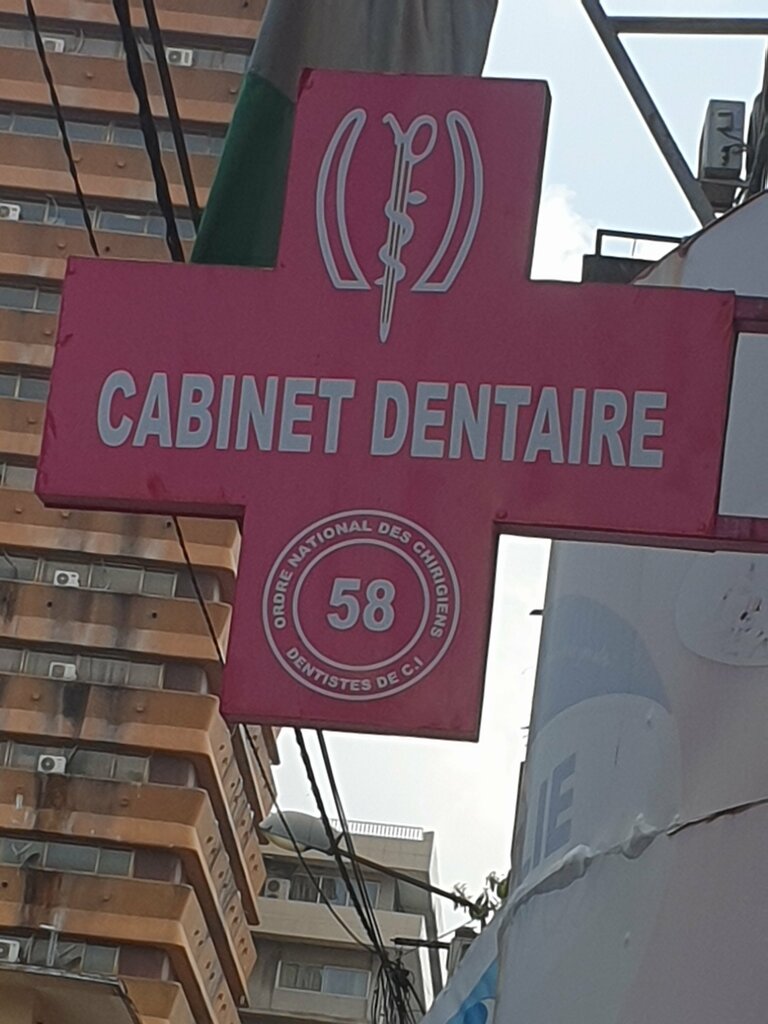 CABINET DENTAIRE
ORDRE NATIONAL DES CHIRIGIENS
58
DENTISTES DE C.I